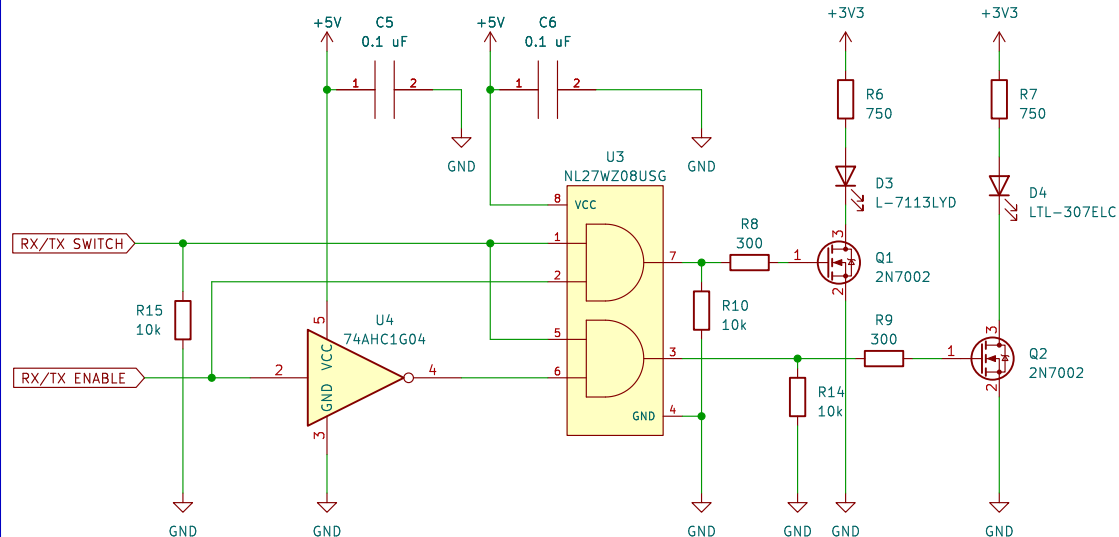 +5V
C5
0.1 uF
1
2
GND
+5V
C6
0.1 uF
1
2
GND
+3V3
R6
750
D3
L-7113LYD
+3V3
R7
750
D4
LTL-307ELC
U3
NL27WZ08USG
8
VCC
1
2
7
5
6
3
GND
4
RX/TX SWITCH
R15
10k
RX/TX ENABLE
2
U4
74AHC1G04
5
VCC
GND
3
4
R8
300
R10
10k
1
3
2
Q1
2N7002
R9
300
R14
10k
1
3
2
Q2
2N7002
GND
GND
GND
GND
GND
GND